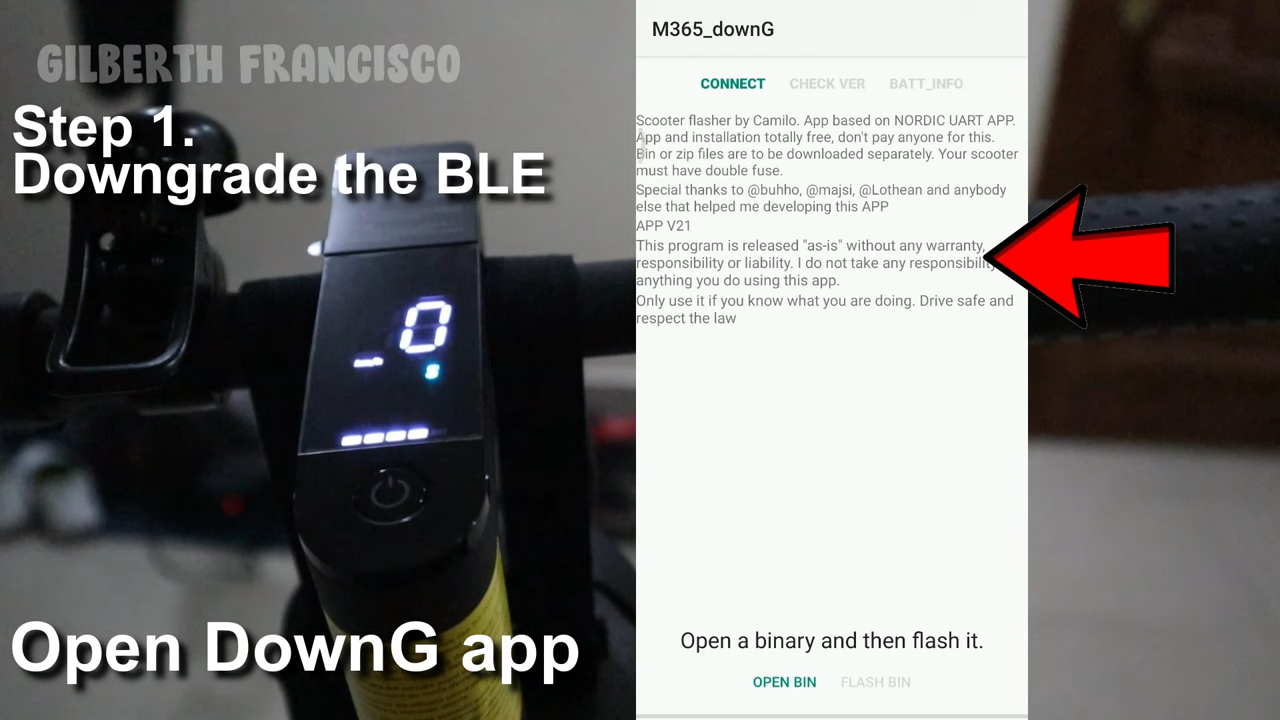 GILBERTH FRANCISCO
Step 1.
Downgrade the BLE
0
S
Open DownG app
M365_downG
CONNECT CHECK VER BATT_INFO
Scooter flasher by Camilo. App based on NORDIC UART APP.
App and installation totally free, don't pay anyone for this.
Bin or zip files are to be downloaded separately. Your scooter
must have double fuse.
Special thanks to @buhho, @majsi, @Lothean and anybody
else that helped me developing this APP
APP V21
This program is released "as-is" without any warranty,
responsibility or liability. I do not take any responsibility
anything you do using this app.
Only use it if you know what you are doing. Drive safe and
respect the law
Open a binary and then flash it.
OPEN BIN FLASH BIN